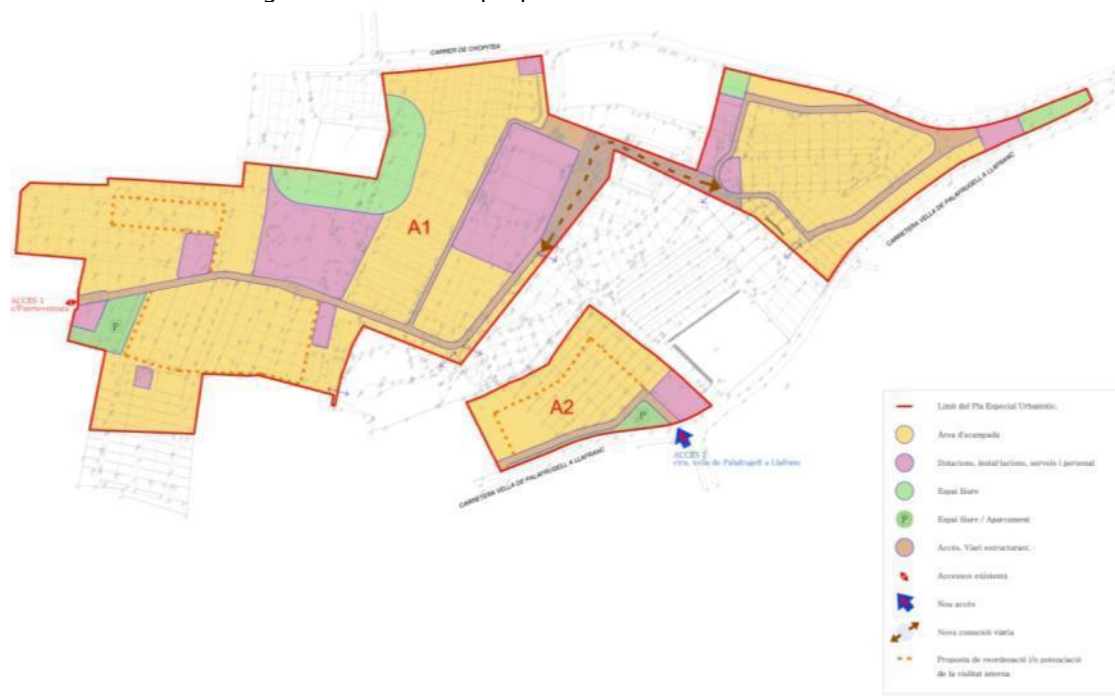 CARRER DE CHOPITEA
A1
CARRETERA VELLA DE PALAFRUGELL A LLAFRANC
ACCÉS 1
c/Fuerteventura
P
A2
P
ACCÉS 2
ctra. vella de Palafrugell a Llafranc
CARRETERA VELLA DE PALAFRUGELL A LLAFRANC
Límit del Pla Especial Urbanístic.
Àrea d'acampada
Dotacions, instal·lacions, serveis i personal
Espai lliure
P Espai lliure / Aparcament
Accés. Viari estructurant.
Accessos existents
Nou accés
Nova connexió viària
Proposta de reordenació i/o potenciació
de la vialitat interna